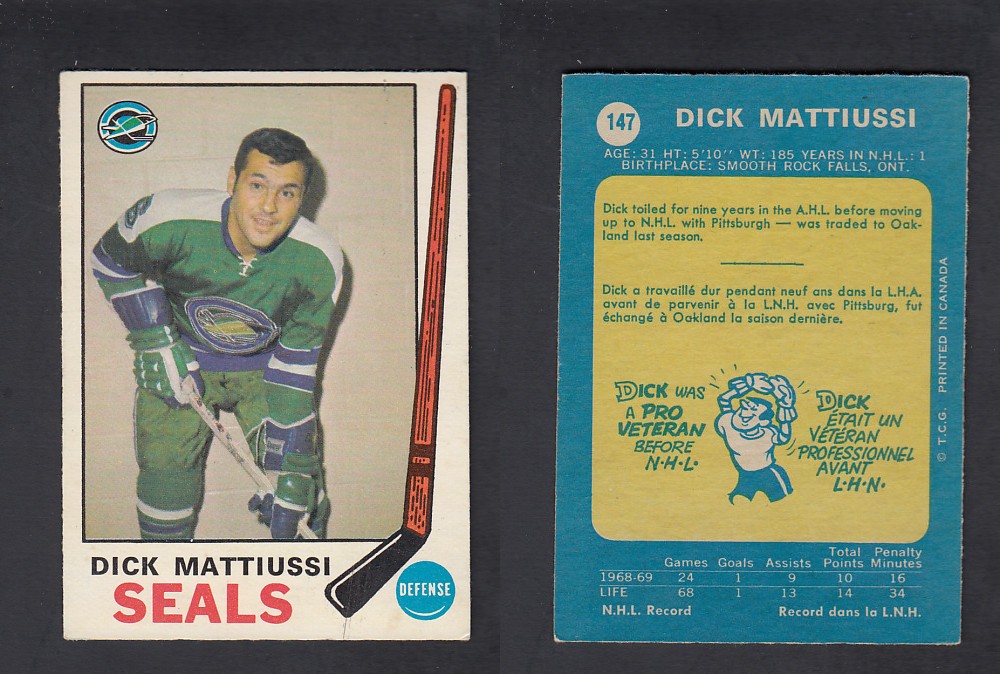 DICK MATTIUSSI
SEALS
DEFENSE
147
DICK MATTIUSSI
AGE: 31 HT: 5'10'' WT: 185 YEARS IN N.H.L.: 1
BIRTHPLACE: SMOOTH ROCK FALLS, ONT.
Dick toiled for nine years in the A.H.L. before moving
up to N.H.L. with Pittsburgh — was traded to Oak-
land last season.
Dick a travaillé dur pendant neuf ans dans la L.H.A.
avant de parvenir à la L.N.H. avec Pittsburg, fut
échangé à Oakland la saison dernière.
DICK WAS
A PRO
VETERAN
BEFORE
N·H·L·
DICK
ÉTAIT UN
VÉTÉRAN
PROFESSIONNEL
AVANT
L·H·N·
© T.C.G. PRINTED IN CANADA
Games Goals Assists Total Points Penalty Minutes
1968-69 24 1 9 10 16
LIFE 68 1 13 14 34
N.H.L. Record Record dans la L.N.H.